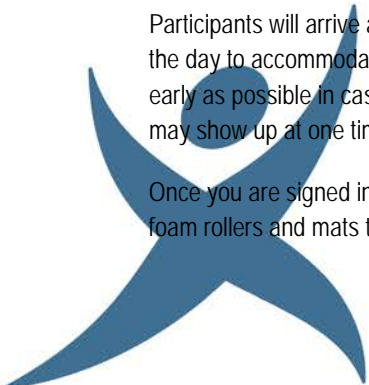 Participants will arrive a
the day to accommoda
early as possible in cas
may show up at one tim
Once you are signed in
foam rollers and mats t